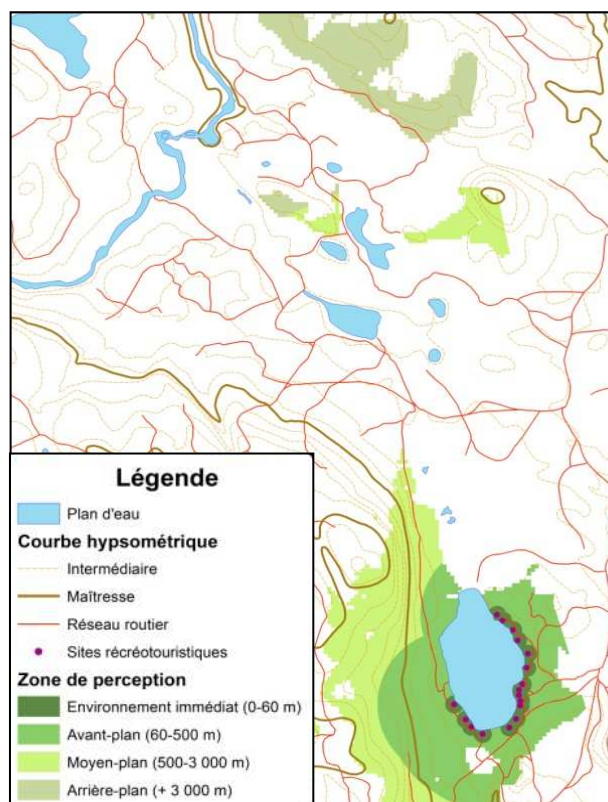 Légende
Plan d'eau
Courbe hypsométrique
Intermédiaire
Maîtresse
Réseau routier
Sites récréotouristiques
Zone de perception
Environnement immédiat (0-60 m)
Avant-plan (60-500 m)
Moyen-plan (500-3 000 m)
Arrière-plan (+ 3 000 m)